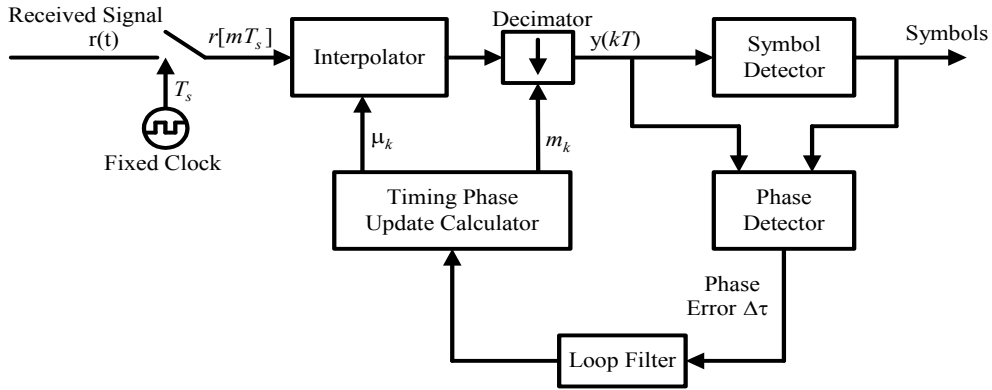 Received Signal
r(t)
r[mTₛ]
Tₛ
Fixed Clock
Interpolator
Decimator
y(kT)
Symbol
Detector
Symbols
μₖ
mₖ
Timing Phase
Update Calculator
Phase
Detector
Phase
Error Δτ
Loop Filter